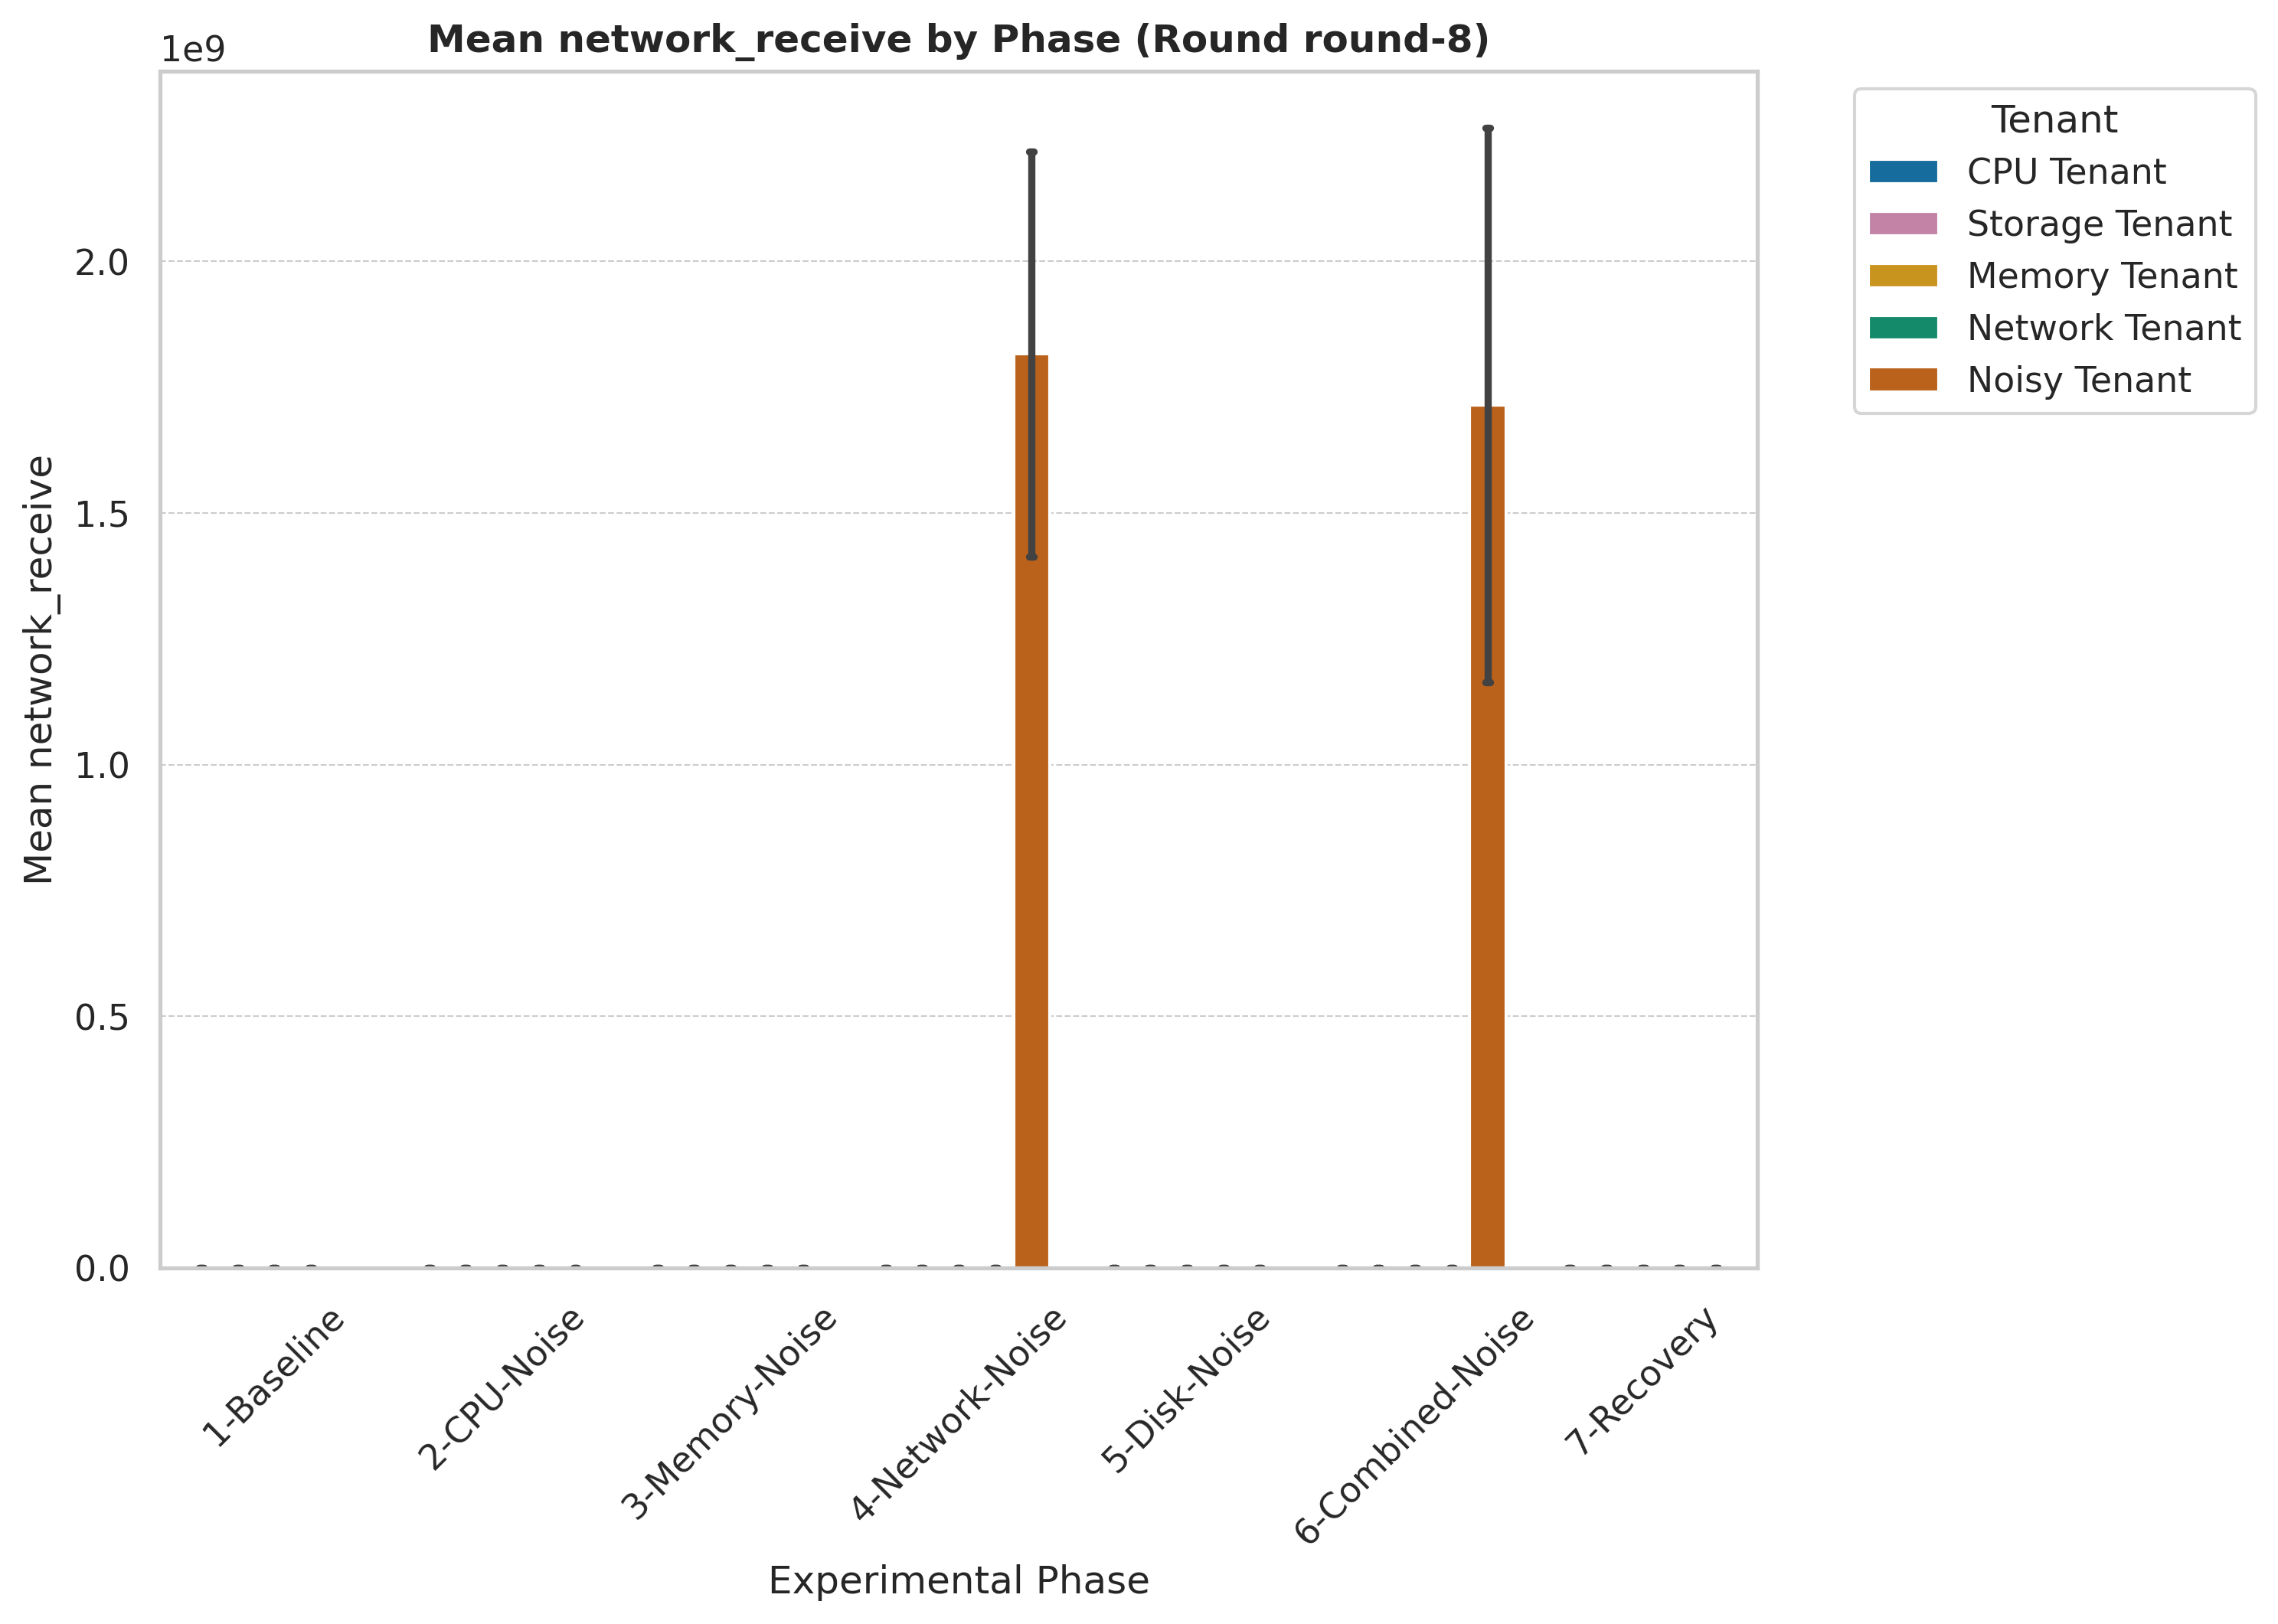 Mean network_receive by Phase (Round round-8)
1e9
Mean network_receive
2.0
1.5
1.0
0.5
0.0
1-Baseline
2-CPU-Noise
3-Memory-Noise
4-Network-Noise
5-Disk-Noise
6-Combined-Noise
7-Recovery
Experimental Phase
Tenant
CPU Tenant
Storage Tenant
Memory Tenant
Network Tenant
Noisy Tenant